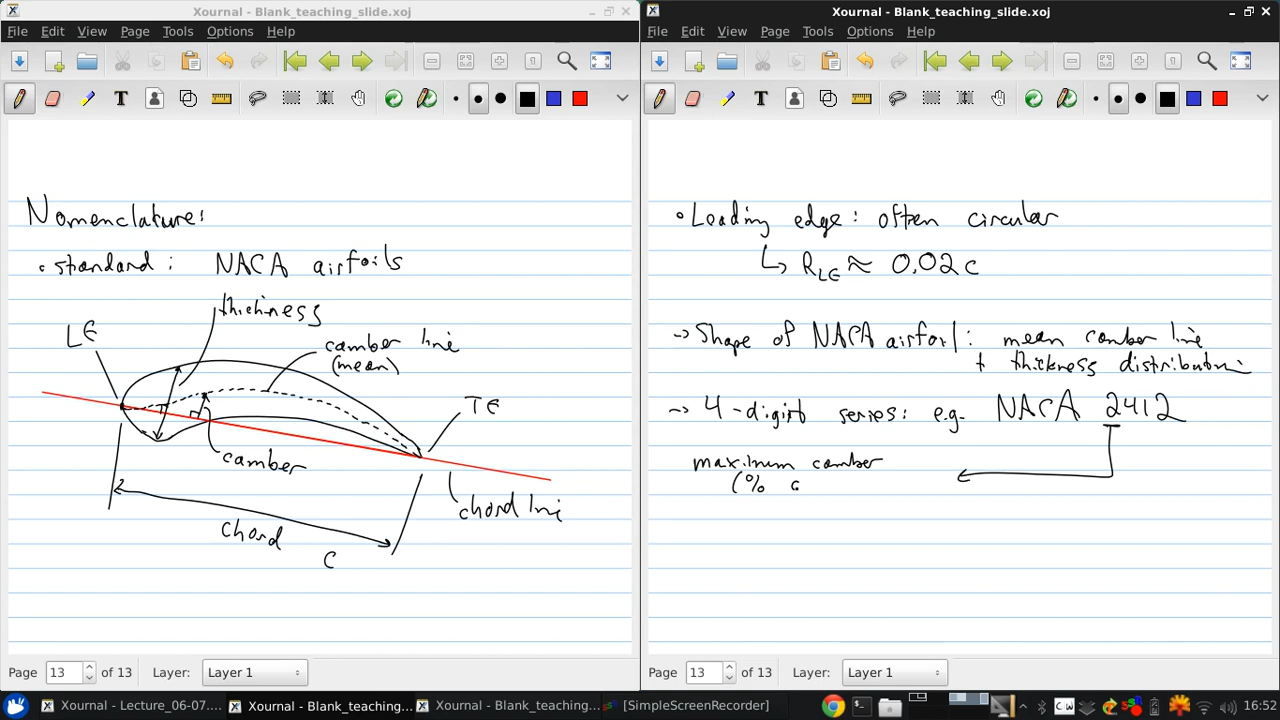 Xournal - Blank_teaching_slide.xoj
File Edit View Page Tools Options Help
Nomenclature:
• standard : NACA airfoils
thickness
LE
camber line
(mean)
TE
camber
chord line
chord
c
Page 13 of 13 Layer: Layer 1
Xournal - Blank_teaching_slide.xoj
File Edit View Page Tools Options Help
• Leading edge : often circular
↳ R_LE ≈ 0.02 c
→ Shape of NACA airfoil : mean camber line
+ thickness distribution
→ 4-digit series : e.g. NACA 2412
maximum camber
(% c
Page 13 of 13 Layer: Layer 1
Xournal - Lecture_06-07.... Xournal - Blank_teaching... Xournal - Blank_teaching... [SimpleScreenRecorder] 16:52